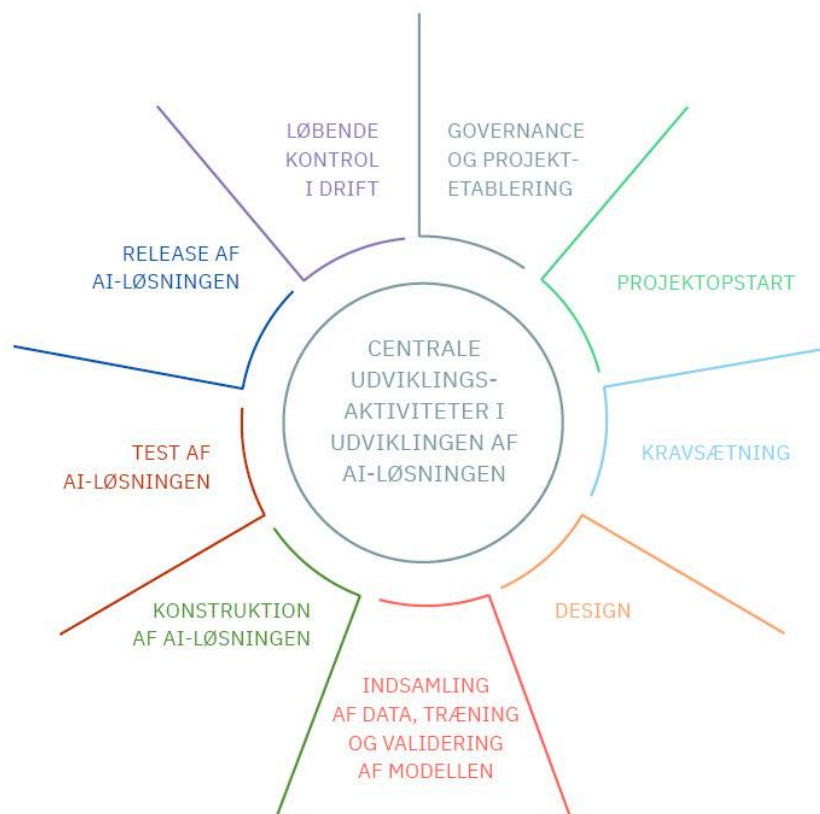 CENTRALE
UDVIKLINGS-
AKTIVITETER I
UDVIKLINGEN AF
AI-LØSNINGEN
GOVERNANCE
OG PROJEKT-
ETABLERING
PROJEKTOPSTART
KRAVSÆTNING
DESIGN
INDSAMLING
AF DATA, TRÆNING
OG VALIDERING
AF MODELLEN
KONSTRUKTION
AF AI-LØSNINGEN
TEST AF
AI-LØSNINGEN
RELEASE AF
AI-LØSNINGEN
LØBENDE
KONTROL
I DRIFT